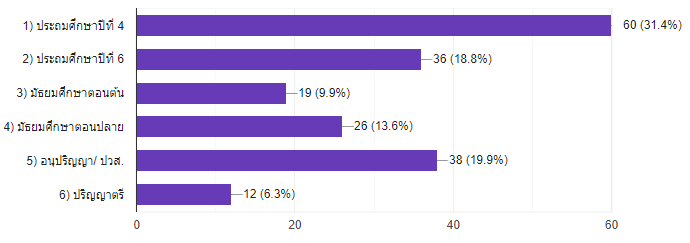 1) ประถมศึกษาปีที่ 4 60 (31.4%)
2) ประถมศึกษาปีที่ 6 36 (18.8%)
3) มัธยมศึกษาตอนต้น 19 (9.9%)
4) มัธยมศึกษาตอนปลาย 26 (13.6%)
5) อนุปริญญา/ ปวส. 38 (19.9%)
6) ปริญญาตรี 12 (6.3%)
0 20 40 60